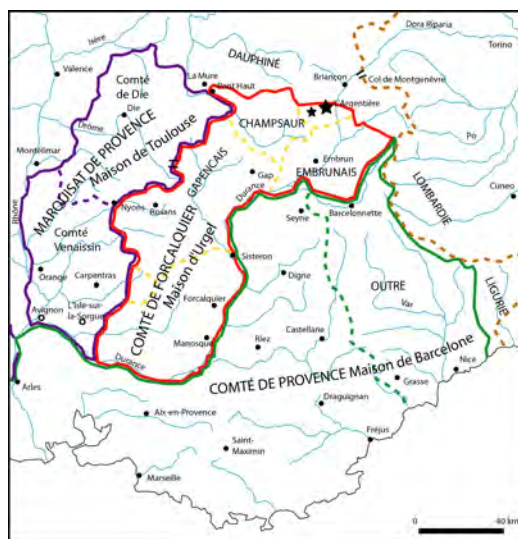 Isère
Dora Riparia
Torino
DAUPHINÉ
Valence
La Mure
Pont Haut
Briançon
Col de Montgenèvre
Comté
de Die
Die
L'Argentière
CHAMPSAUR
Drôme
Po
MARQUISAT DE PROVENCE
Maison de Toulouse
Montélimar
GAPENÇAIS
Embrun
EMBRUNAIS
Gap
Durance
LOMBARDIE
Cuneo
Rhône
Nyons
Rosans
Seyne
Barcelonnette
Comté
Venaissin
COMTÉ DE FORCALQUIER
Maison d'Urgel
Sisteron
Orange
Carpentras
Digne
OUTRE
LIGURIE
Forcalquier
Var
Avignon
L'Isle-sur-
la-Sorgue
Manosque
Riez
Castellane
Durance
COMTÉ DE PROVENCE Maison de Barcelone
Nice
Arles
Grasse
Draguignan
Aix-en-Provence
Fréjus
Saint-
Maximin
Marseille
0
40 km